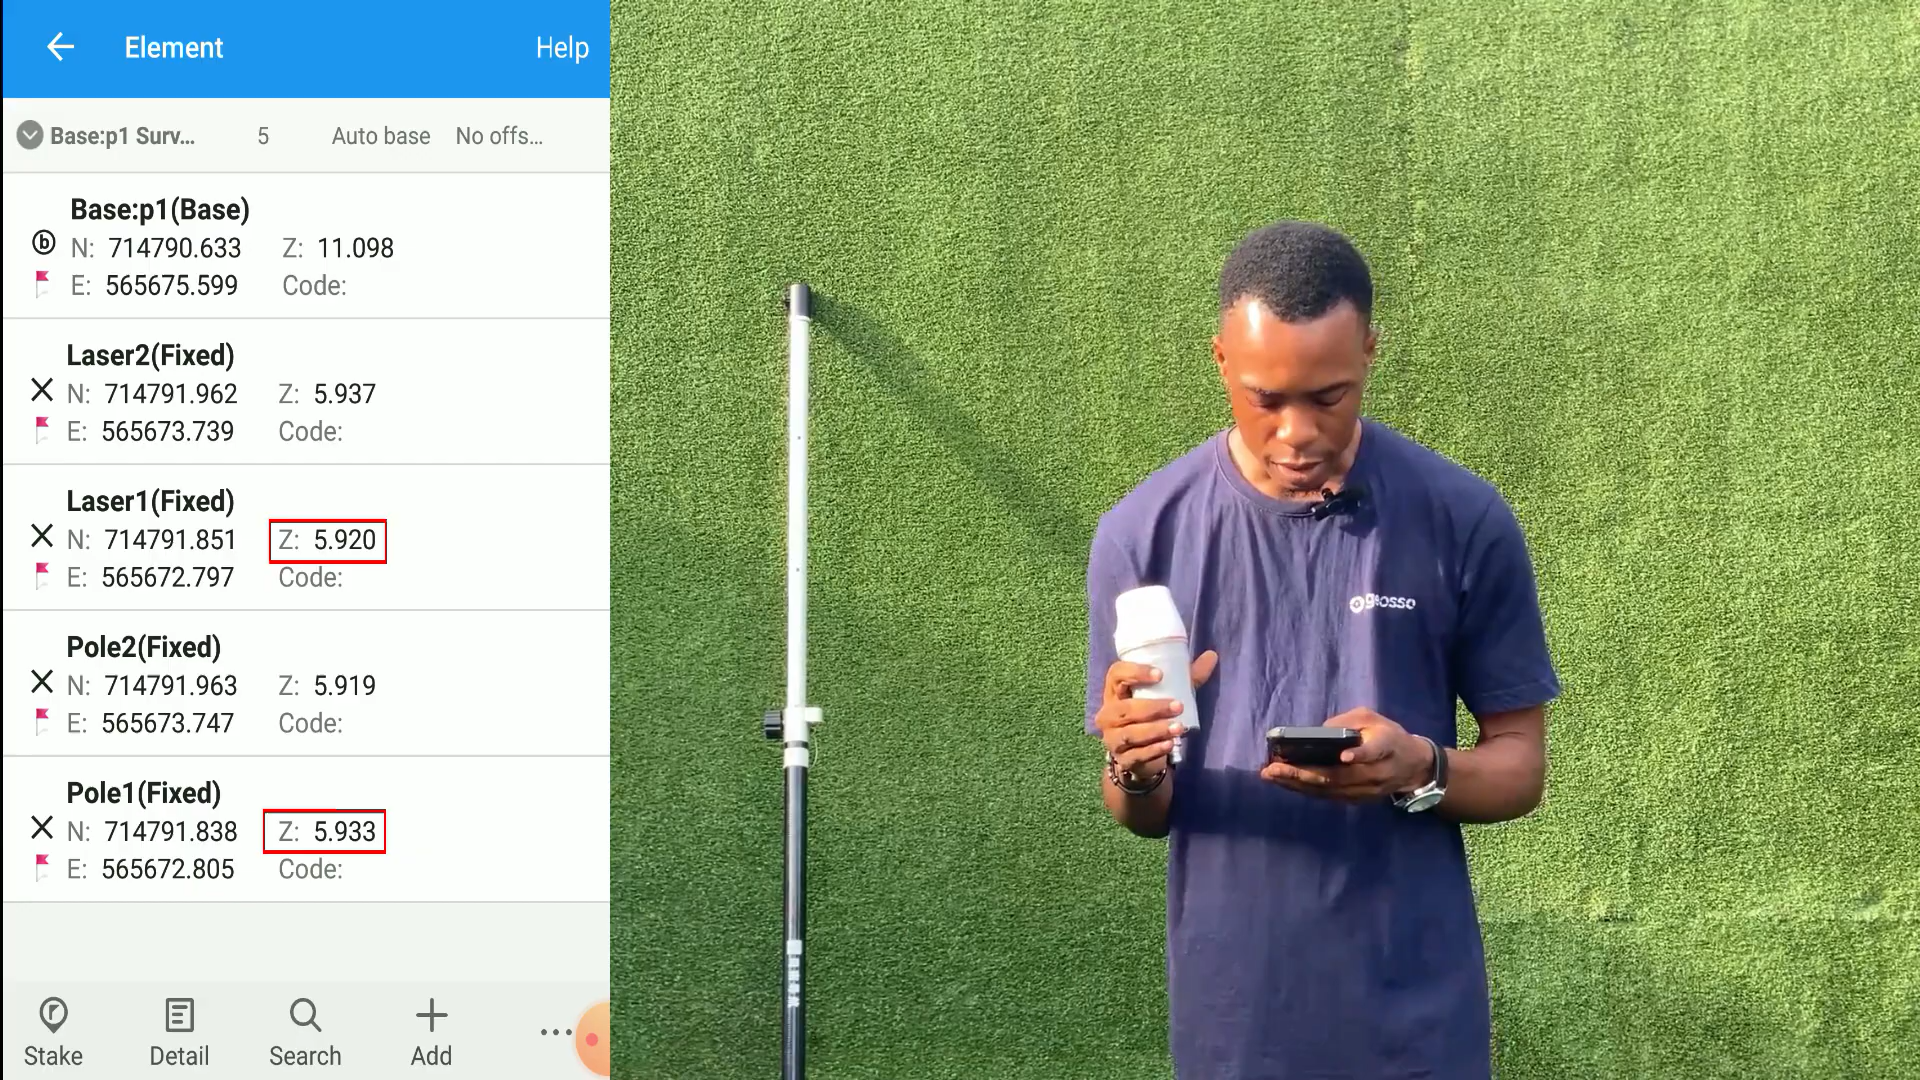 Element
Help
Base:p1 Surv... 5 Auto base No offs...
Base:p1(Base)
b N: 714790.633 Z: 11.098
E: 565675.599 Code:
Laser2(Fixed)
N: 714791.962 Z: 5.937
E: 565673.739 Code:
Laser1(Fixed)
N: 714791.851 Z: 5.920
E: 565672.797 Code:
Pole2(Fixed)
N: 714791.963 Z: 5.919
E: 565673.747 Code:
Pole1(Fixed)
N: 714791.838 Z: 5.933
E: 565672.805 Code:
Stake Detail Search Add
geosso